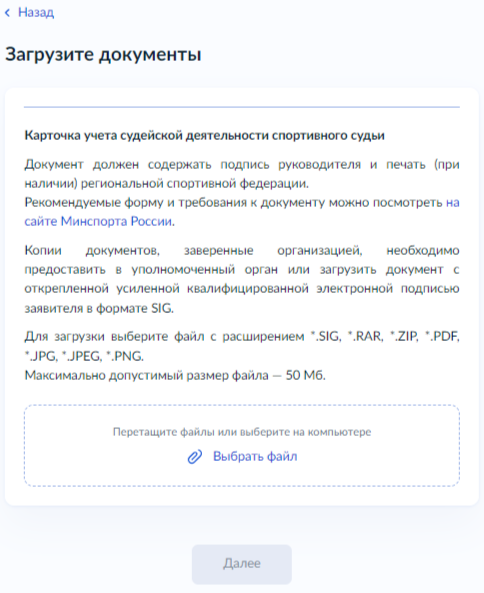 Назад
Загрузите документы
Карточка учета судейской деятельности спортивного судьи
Документ должен содержать подпись руководителя и печать (при
наличии) региональной спортивной федерации.
Рекомендуемые форму и требования к документу можно посмотреть на
сайте Минспорта России.
Копии документов, заверенные организацией, необходимо
предоставить в уполномоченный орган или загрузить документ с
открепленной усиленной квалифицированной электронной подписью
заявителя в формате SIG.
Для загрузки выберите файл с расширением *.SIG, *.RAR, *.ZIP, *.PDF,
*.JPG, *.JPEG, *.PNG.
Максимально допустимый размер файла — 50 Мб.
Перетащите файлы или выберите на компьютере
Выбрать файл
Далее